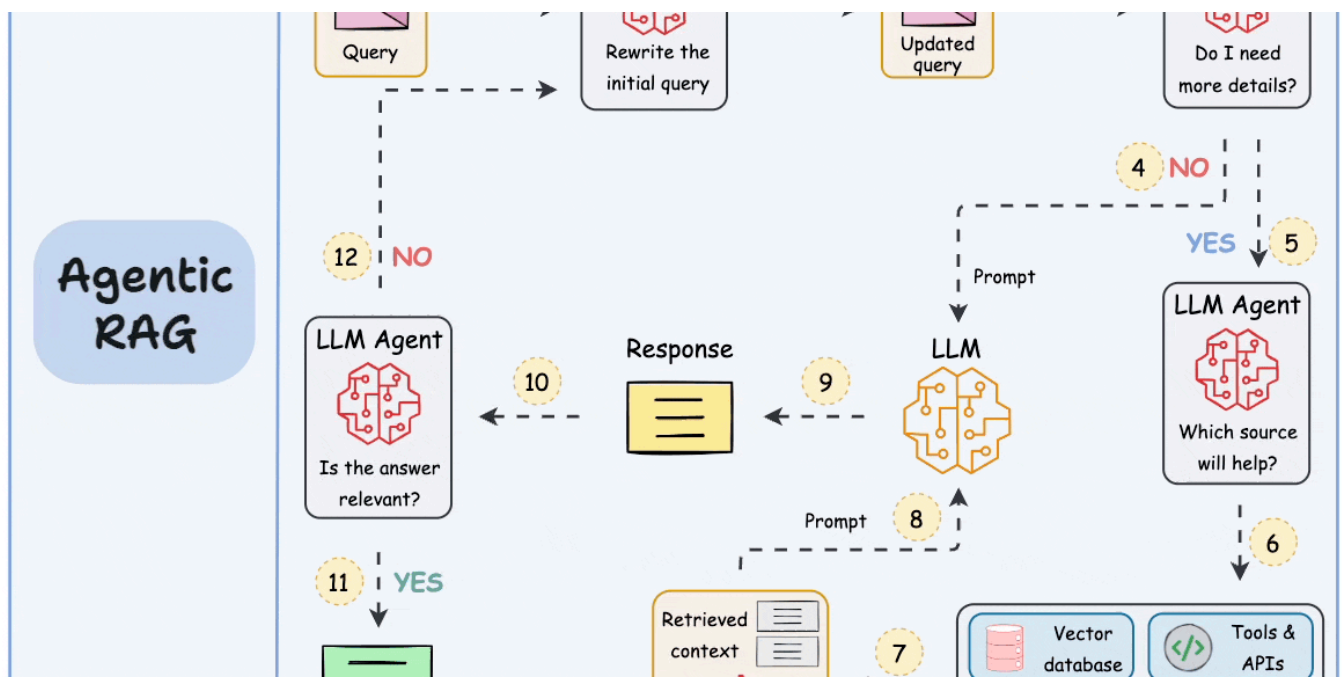 Query
Rewrite the
initial query
Updated
query
Do I need
more details?
4
NO
YES
5
12
NO
Prompt
Agentic
RAG
LLM Agent
Is the answer
relevant?
10
Response
9
LLM
LLM Agent
Which source
will help?
Prompt
8
6
11
YES
Retrieved
context
7
Vector
database
</>
Tools &
APIs